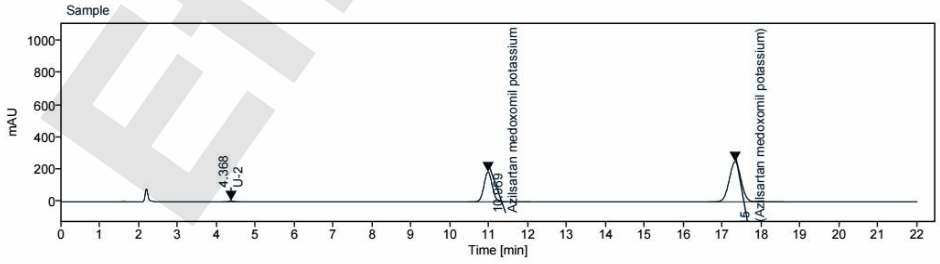 Sample
1000
800
600
400
200
0
mAU
4.368
U-2
10.969
Azilsartan medoxomil potassium
5
(Azilsartan medoxomil potassium)
0 1 2 3 4 5 6 7 8 9 10 11 12 13 14 15 16 17 18 19 20 21 22
Time [min]